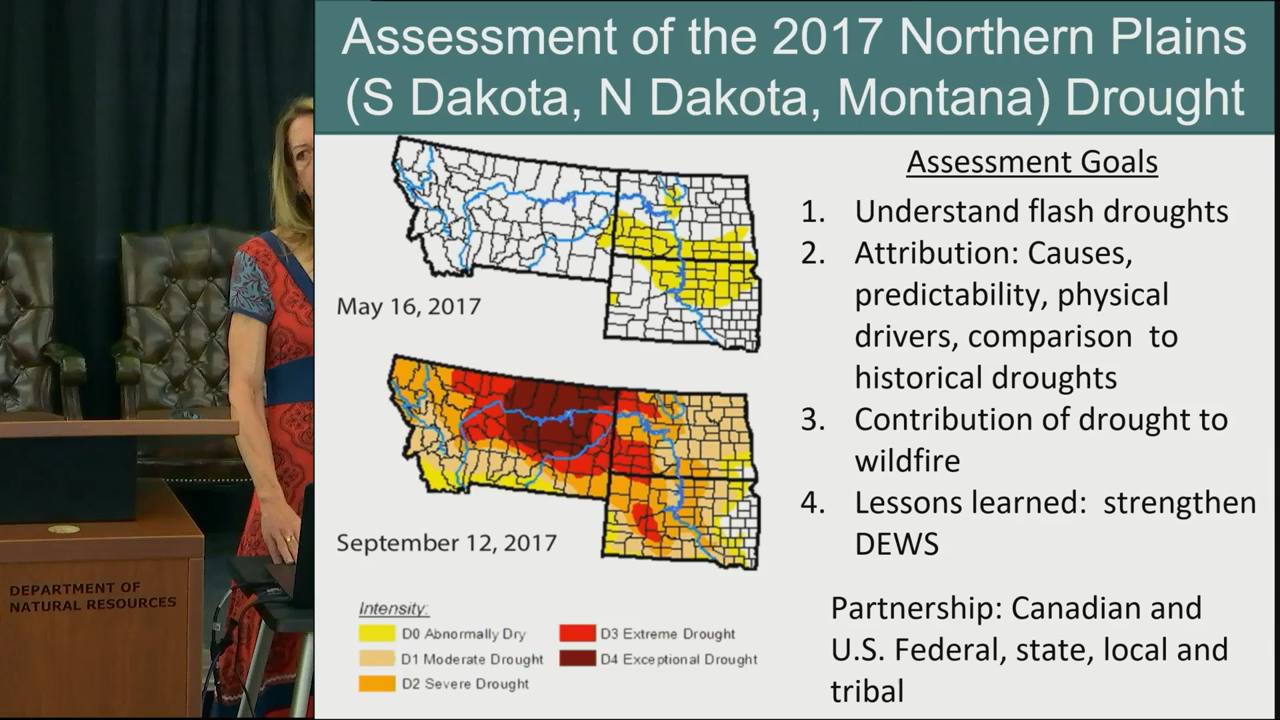 Assessment of the 2017 Northern Plains
(S Dakota, N Dakota, Montana) Drought
May 16, 2017
September 12, 2017
Intensity:
D0 Abnormally Dry
D1 Moderate Drought
D2 Severe Drought
D3 Extreme Drought
D4 Exceptional Drought
Assessment Goals
1. Understand flash droughts
2. Attribution: Causes,
predictability, physical
drivers, comparison to
historical droughts
3. Contribution of drought to
wildfire
4. Lessons learned: strengthen
DEWS
Partnership: Canadian and
U.S. Federal, state, local and
tribal
DEPARTMENT OF
NATURAL RESOURCES